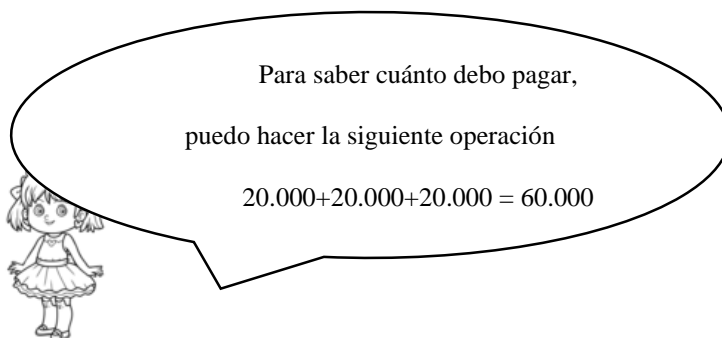 Para saber cuánto debo pagar,
puedo hacer la siguiente operación
20.000+20.000+20.000 = 60.000